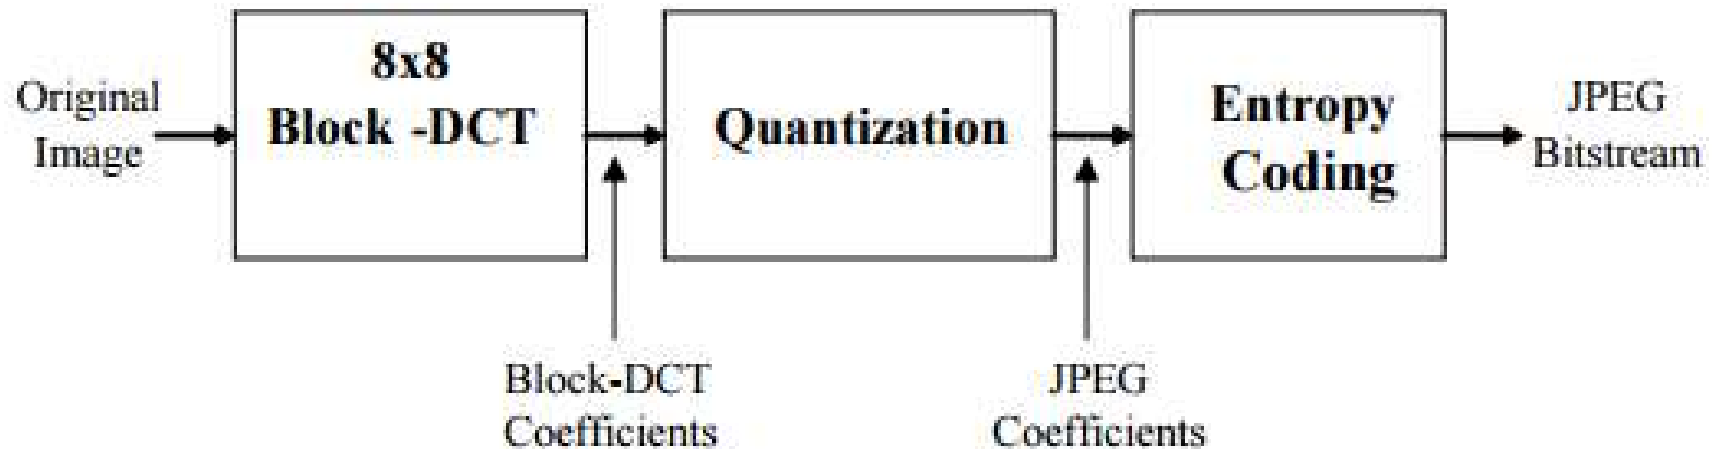 Original
Image
8x8
Block -DCT
Quantization
Entropy
Coding
JPEG
Bitstream
Block-DCT
Coefficients
JPEG
Coefficients